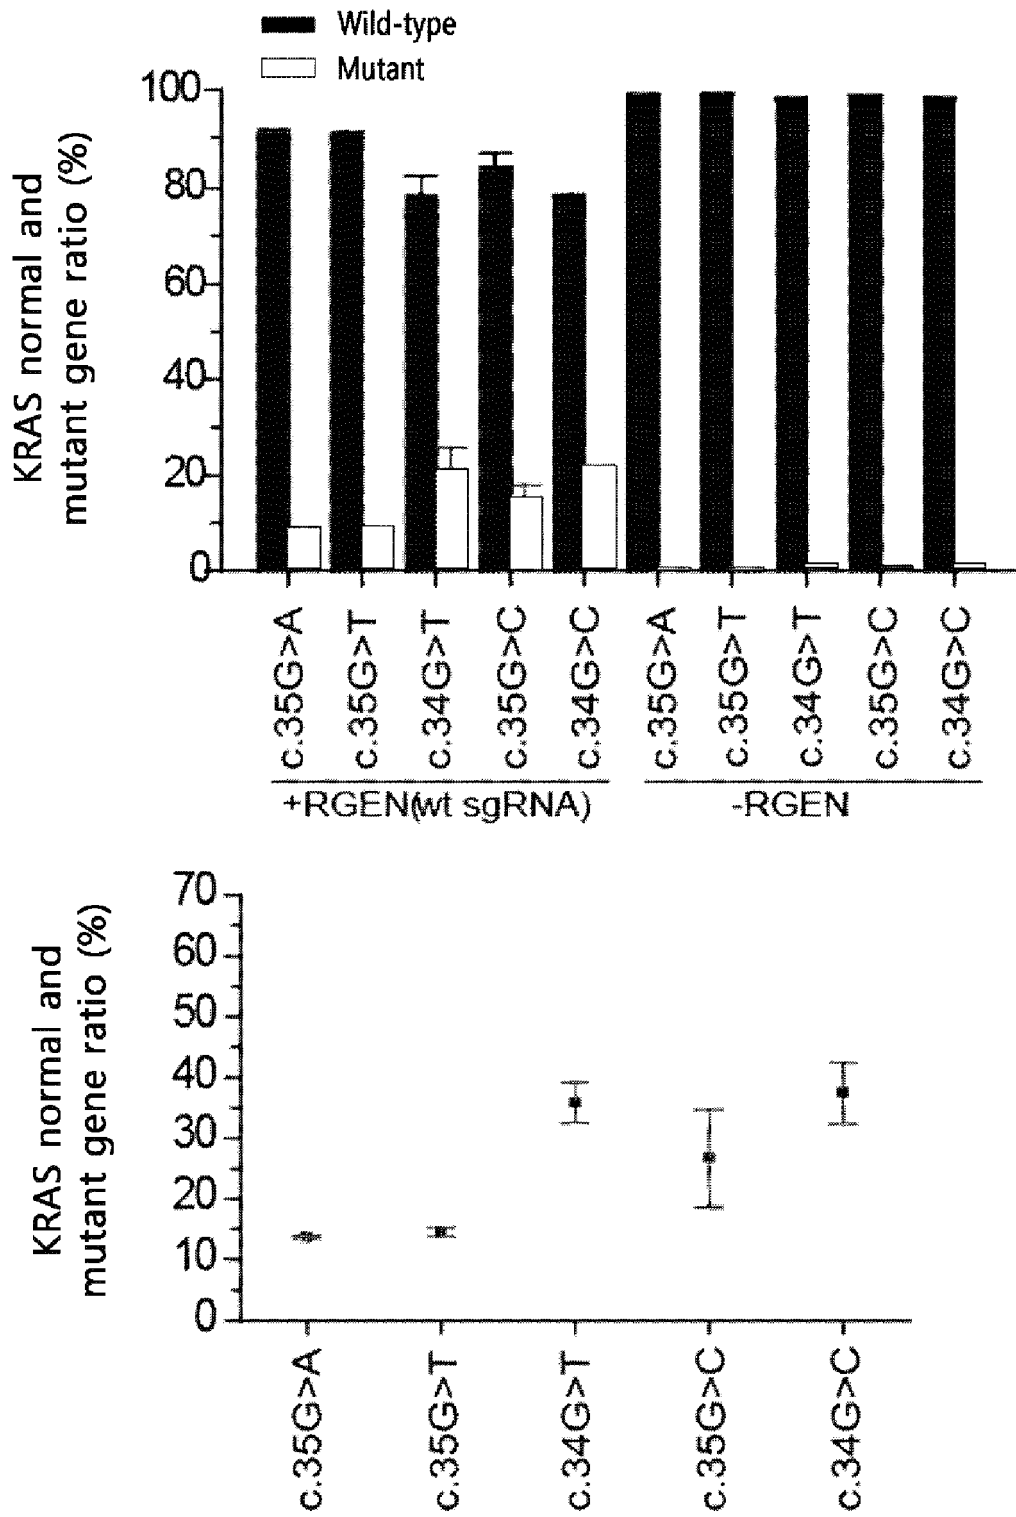 Wild-type
Mutant
KRAS normal and
mutant gene ratio (%)
100
80
60
40
20
0
c.35G>A
c.35G>T
c.34G>T
c.35G>C
c.34G>C
c.35G>A
c.35G>T
c.34G>T
c.35G>C
c.34G>C
+RGEN(wt sgRNA)
-RGEN
KRAS normal and
mutant gene ratio (%)
70
60
50
40
30
20
10
0
c.35G>A
c.35G>T
c.34G>T
c.35G>C
c.34G>C